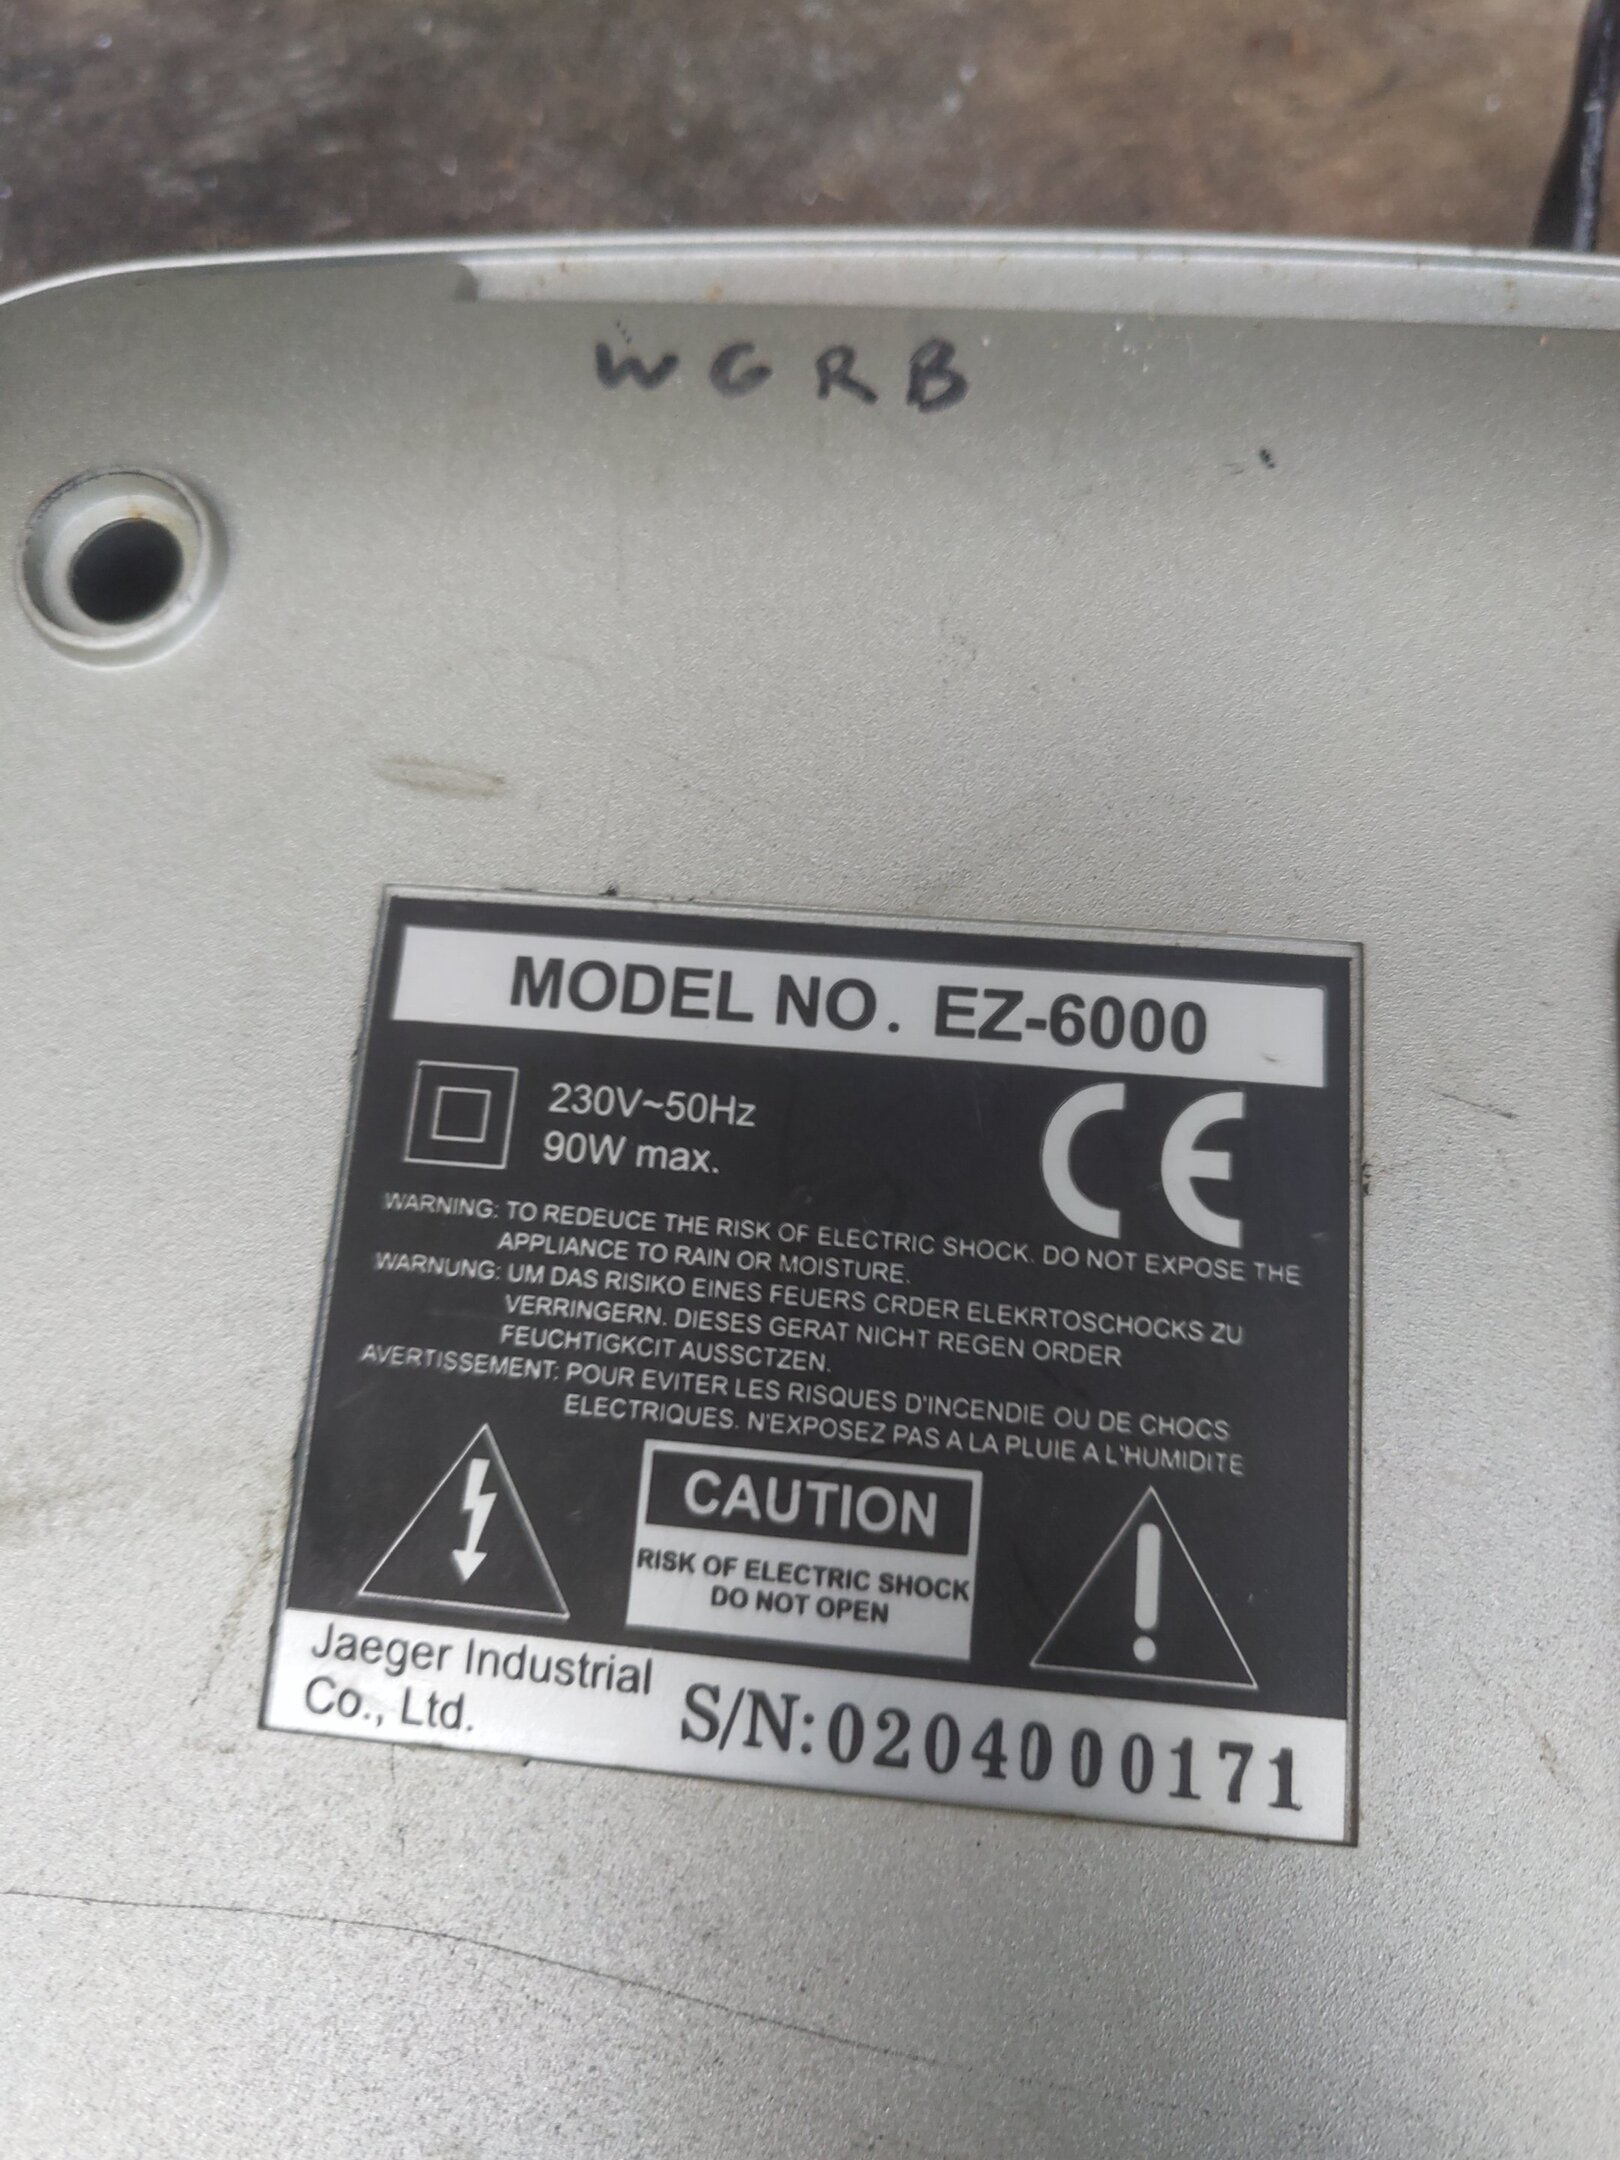 W G R B
MODEL NO. EZ-6000
230V~50Hz
90W max.
CE
WARNING: TO REDEUCE THE RISK OF ELECTRIC SHOCK. DO NOT EXPOSE THE
APPLIANCE TO RAIN OR MOISTURE.
WARNUNG: UM DAS RISIKO EINES FEUERS CRDER ELEKRTOSCHOCKS ZU
VERRINGERN. DIESES GERAT NICHT REGEN ORDER
FEUCHTIGKCIT AUSSCTZEN.
AVERTISSEMENT: POUR EVITER LES RISQUES D'INCENDIE OU DE CHOCS
ELECTRIQUES. N'EXPOSEZ PAS A LA PLUIE A L'HUMIDITE
CAUTION
RISK OF ELECTRIC SHOCK
DO NOT OPEN
Jaeger Industrial
Co., Ltd.
S/N:0204000171